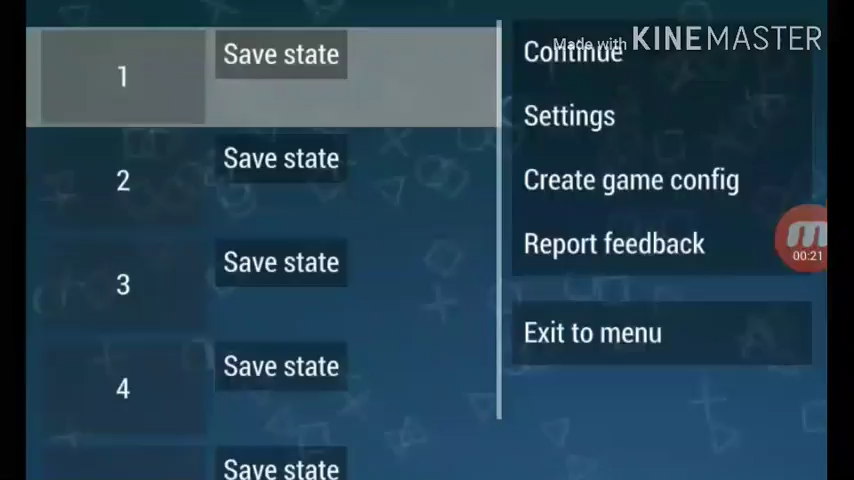 1
Save state
2
Save state
3
Save state
4
Save state
Save state
Made with KINEMASTER
Continue
Settings
Create game config
Report feedback
00:21
Exit to menu